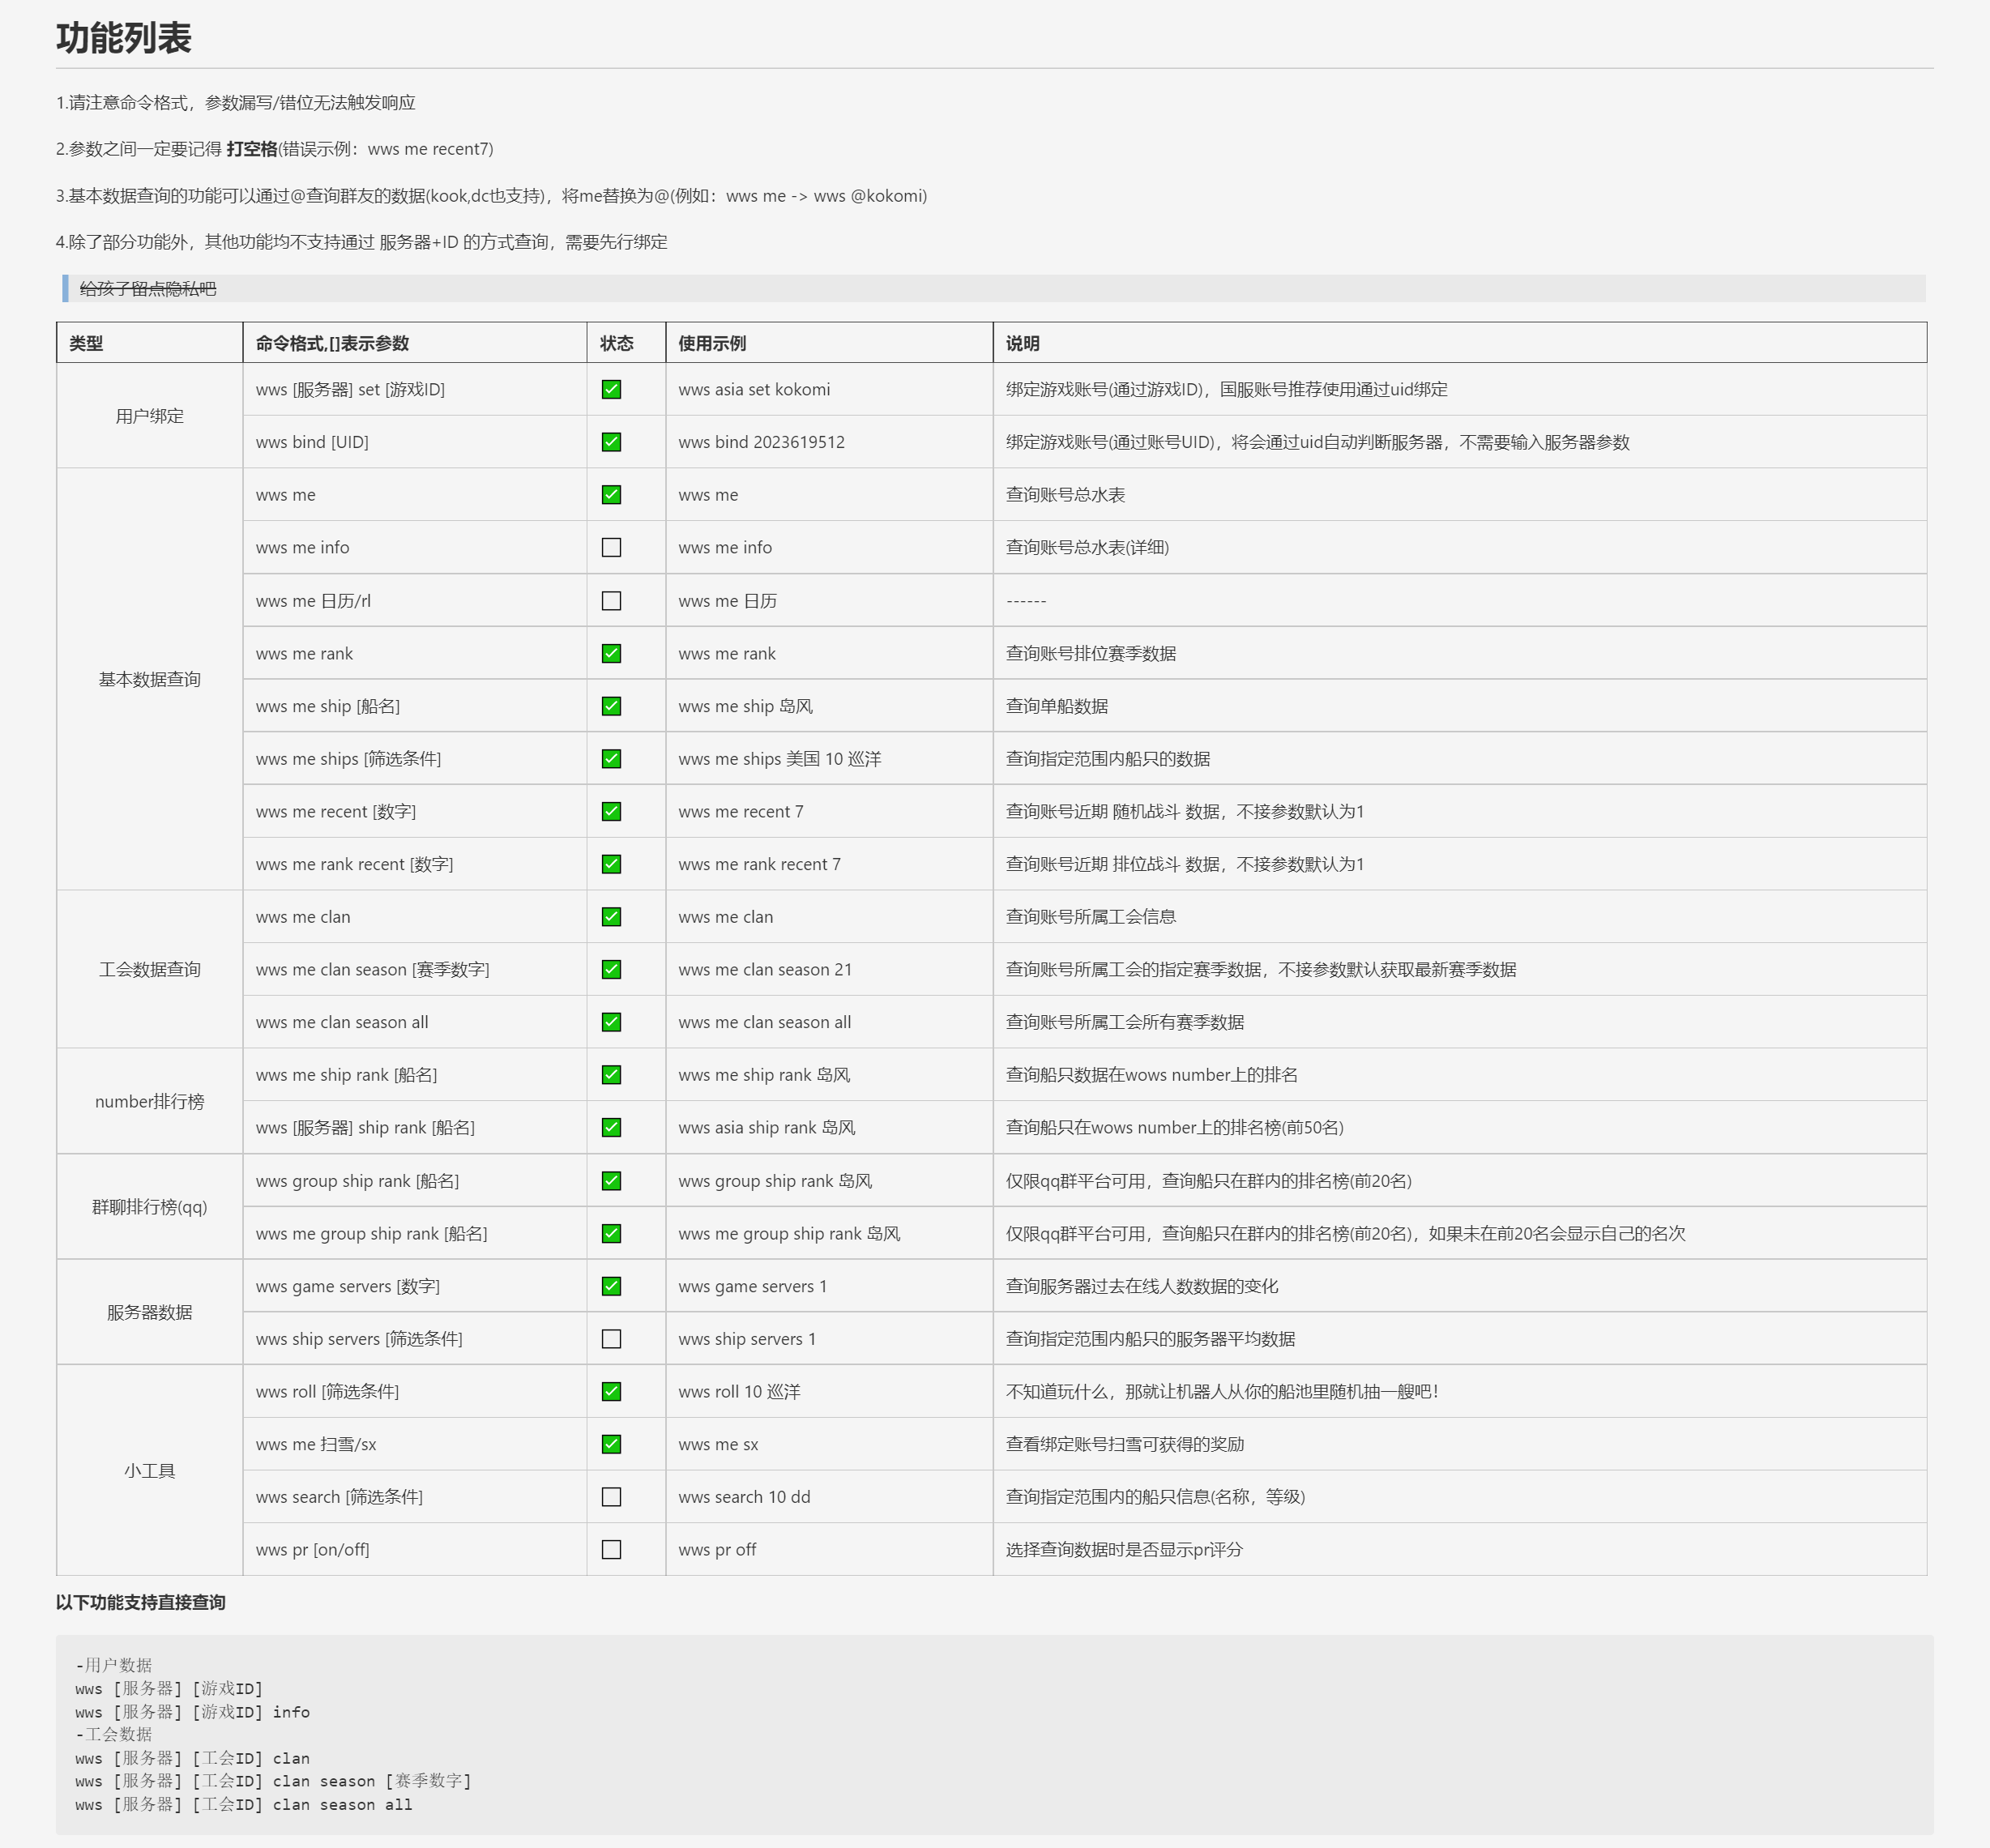 功能列表
1.请注意命令格式，参数漏写/错位无法触发响应
2.参数之间一定要记得 打空格(错误示例：wws me recent7)
3.基本数据查询的功能可以通过@查询群友的数据(kook,dc也支持)，将me替换为@(例如：wws me -> wws @kokomi)
4.除了部分功能外，其他功能均不支持通过 服务器+ID 的方式查询，需要先行绑定
给孩子留点隐私吧
类型 命令格式,[]表示参数 状态 使用示例 说明
用户绑定
wws [服务器] set [游戏ID] ✅ wws asia set kokomi 绑定游戏账号(通过游戏ID)，国服账号推荐使用通过uid绑定
wws bind [UID] ✅ wws bind 2023619512 绑定游戏账号(通过账号UID)，将会通过uid自动判断服务器，不需要输入服务器参数
基本数据查询
wws me ✅ wws me 查询账号总水表
wws me info ⬜ wws me info 查询账号总水表(详细)
wws me 日历/rl ⬜ wws me 日历 ------
wws me rank ✅ wws me rank 查询账号排位赛季数据
wws me ship [船名] ✅ wws me ship 岛风 查询单船数据
wws me ships [筛选条件] ✅ wws me ships 美国 10 巡洋 查询指定范围内船只的数据
wws me recent [数字] ✅ wws me recent 7 查询账号近期 随机战斗 数据，不接参数默认为1
wws me rank recent [数字] ✅ wws me rank recent 7 查询账号近期 排位战斗 数据，不接参数默认为1
工会数据查询
wws me clan ✅ wws me clan 查询账号所属工会信息
wws me clan season [赛季数字] ✅ wws me clan season 21 查询账号所属工会的指定赛季数据，不接参数默认获取最新赛季数据
wws me clan season all ✅ wws me clan season all 查询账号所属工会所有赛季数据
number排行榜
wws me ship rank [船名] ✅ wws me ship rank 岛风 查询船只数据在wows number上的排名
wws [服务器] ship rank [船名] ✅ wws asia ship rank 岛风 查询船只在wows number上的排名榜(前50名)
群聊排行榜(qq)
wws group ship rank [船名] ✅ wws group ship rank 岛风 仅限qq群平台可用，查询船只在群内的排名榜(前20名)
wws me group ship rank [船名] ✅ wws me group ship rank 岛风 仅限qq群平台可用，查询船只在群内的排名榜(前20名)，如果未在前20名会显示自己的名次
服务器数据
wws game servers [数字] ✅ wws game servers 1 查询服务器过去在线人数数据的变化
wws ship servers [筛选条件] ⬜ wws ship servers 1 查询指定范围内船只的服务器平均数据
小工具
wws roll [筛选条件] ✅ wws roll 10 巡洋 不知道玩什么，那就让机器人从你的船池里随机抽一艘吧！
wws me 扫雪/sx ✅ wws me sx 查看绑定账号扫雪可获得的奖励
wws search [筛选条件] ⬜ wws search 10 dd 查询指定范围内的船只信息(名称，等级)
wws pr [on/off] ⬜ wws pr off 选择查询数据时是否显示pr评分
以下功能支持直接查询
-用户数据
wws [服务器] [游戏ID]
wws [服务器] [游戏ID] info
-工会数据
wws [服务器] [工会ID] clan
wws [服务器] [工会ID] clan season [赛季数字]
wws [服务器] [工会ID] clan season all